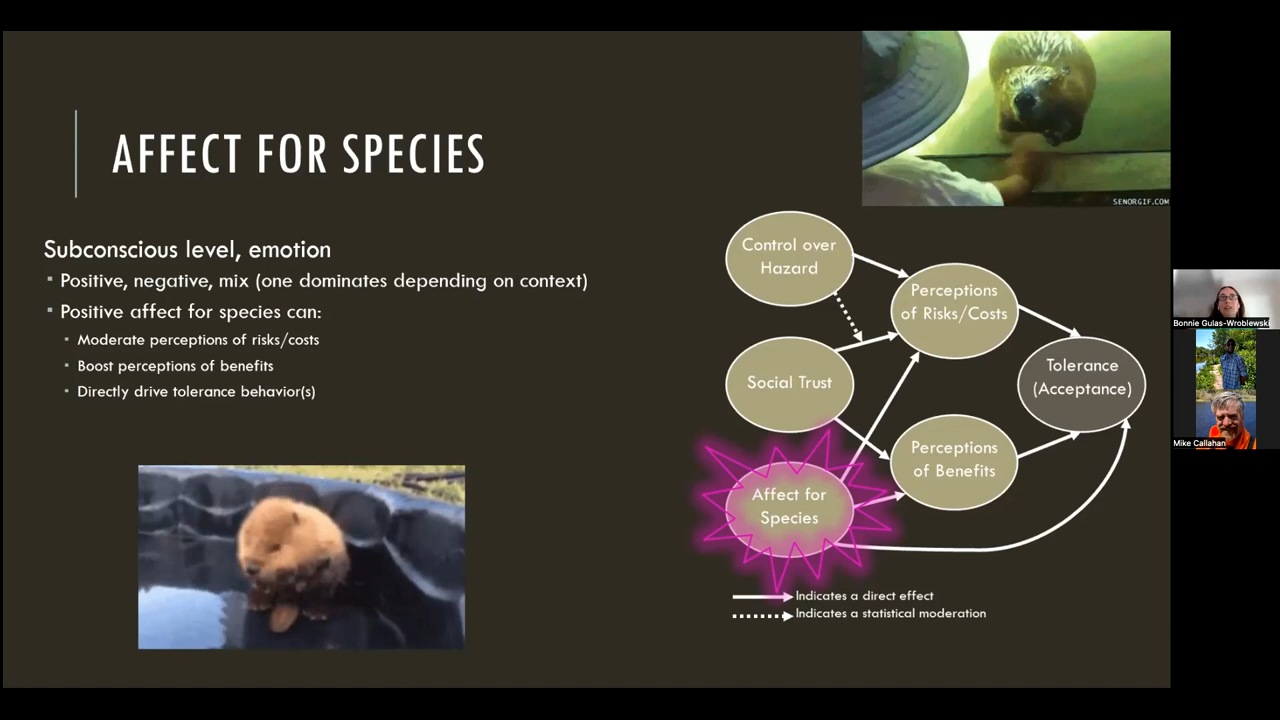 AFFECT FOR SPECIES
Subconscious level, emotion
Positive, negative, mix (one dominates depending on context)
Positive affect for species can:
Moderate perceptions of risks/costs
Boost perceptions of benefits
Directly drive tolerance behavior(s)
SENORGIF.COM
Control over
Hazard
Perceptions
of Risks/Costs
Social Trust
Tolerance
(Acceptance)
Perceptions
of Benefits
Affect for
Species
Indicates a direct effect
Indicates a statistical moderation
Bonnie Gulas-Wroblewski
Mike Callahan